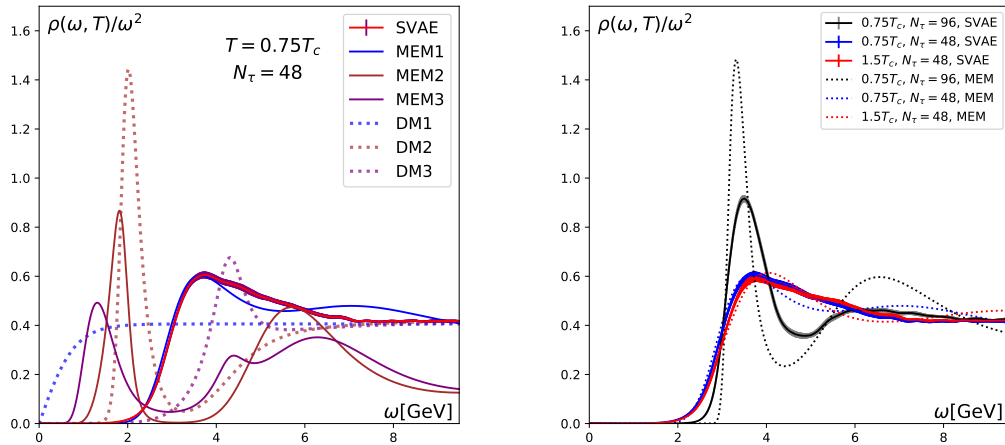 ρ(ω, T)/ω²
T = 0.75T_c
N_τ = 48
SVAE
MEM1
MEM2
MEM3
DM1
DM2
DM3
1.6
1.4
1.2
1.0
0.8
0.6
0.4
0.2
0.0
0 2 4 6 8
ω[GeV]
ρ(ω, T)/ω²
0.75T_c, N_τ = 96, SVAE
0.75T_c, N_τ = 48, SVAE
1.5T_c, N_τ = 48, SVAE
0.75T_c, N_τ = 96, MEM
0.75T_c, N_τ = 48, MEM
1.5T_c, N_τ = 48, MEM
1.6
1.4
1.2
1.0
0.8
0.6
0.4
0.2
0.0
0 2 4 6 8
ω[GeV]